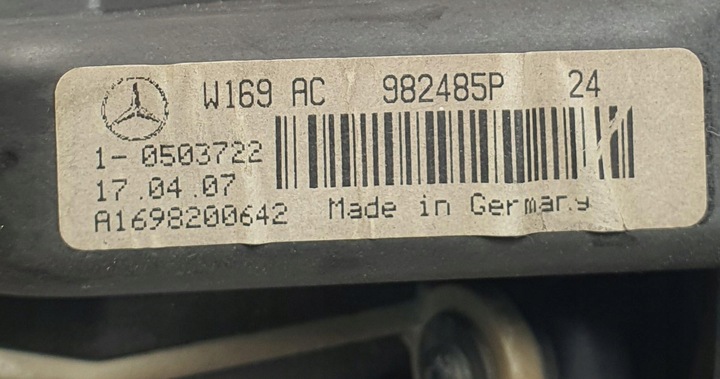 W169 AC 982485P 24
1-0503722
17.04.07
A1698200642 Made in Germany